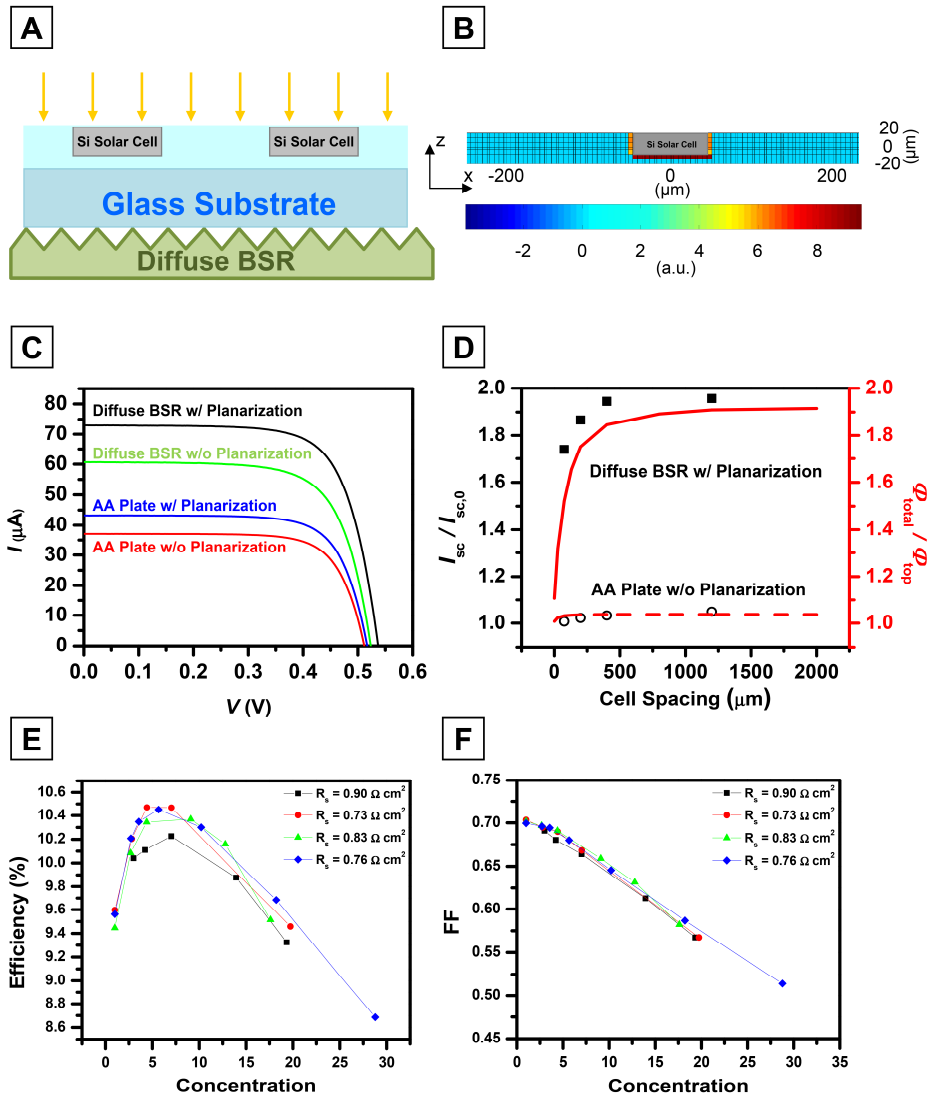 A
Si Solar Cell
Si Solar Cell
Glass Substrate
Diffuse BSR
B
z
x
Si Solar Cell
20
0
-20
(µm)
-200
0
200
(µm)
-2
0
2
4
6
8
(a.u.)
C
80
70
60
50
40
30
20
10
0
I (µA)
Diffuse BSR w/ Planarization
Diffuse BSR w/o Planarization
AA Plate w/ Planarization
AA Plate w/o Planarization
0.0 0.1 0.2 0.3 0.4 0.5 0.6
V (V)
D
2.0
1.8
1.6
1.4
1.2
1.0
Isc / Isc,0
Diffuse BSR w/ Planarization
AA Plate w/o Planarization
2.0
1.8
1.6
1.4
1.2
1.0
Φtotal / Φtop
0 500 1000 1500 2000
Cell Spacing (µm)
E
10.6
10.4
10.2
10.0
9.8
9.6
9.4
9.2
9.0
8.8
8.6
Efficiency (%)
Rs = 0.90 Ω cm²
Rs = 0.73 Ω cm²
Rs = 0.83 Ω cm²
Rs = 0.76 Ω cm²
0 5 10 15 20 25 30
Concentration
F
0.75
0.70
0.65
0.60
0.55
0.50
0.45
FF
Rs = 0.90 Ω cm²
Rs = 0.73 Ω cm²
Rs = 0.83 Ω cm²
Rs = 0.76 Ω cm²
0 5 10 15 20 25 30 35
Concentration